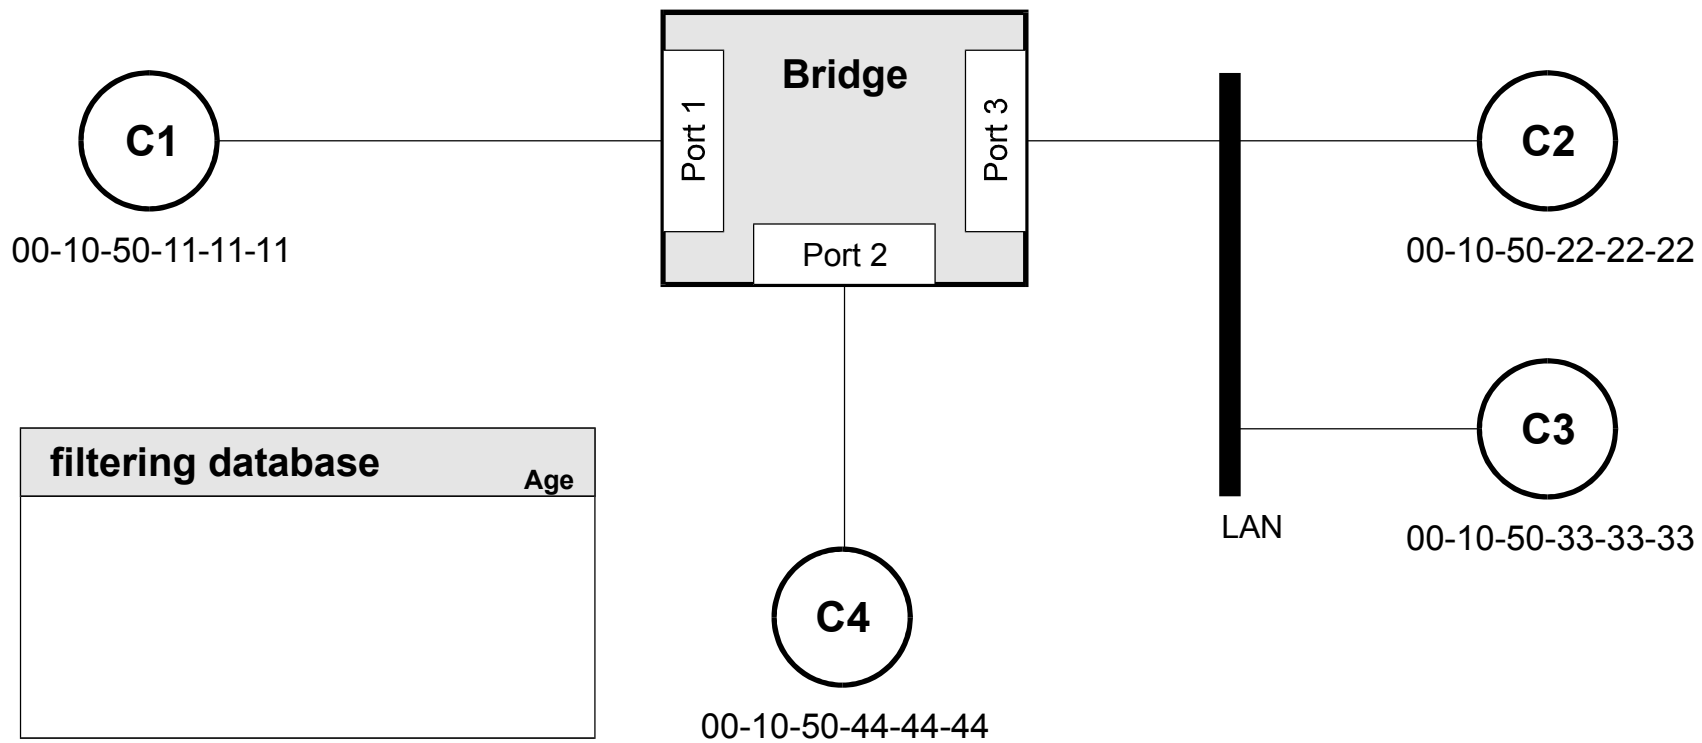 Bridge
Port 1
Port 3
Port 2
C1
00-10-50-11-11-11
C2
00-10-50-22-22-22
C3
00-10-50-33-33-33
LAN
filtering database
Age
C4
00-10-50-44-44-44